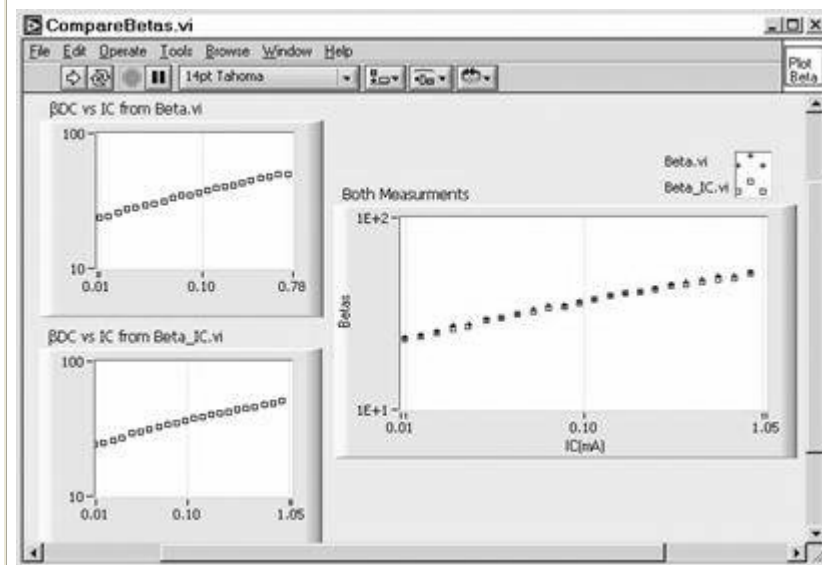 CompareBetas.vi
File Edit Operate Tools Browse Window Help
14pt Tahoma
Plot
Beta
βDC vs IC from Beta.vi
100
10
0.01 0.10 0.78
βDC vs IC from Beta_IC.vi
100
10
0.01 0.10 1.05
Beta.vi
Beta_IC.vi
Both Measurments
1E+2
Betas
1E+1
0.01 0.10 1.05
IC(mA)